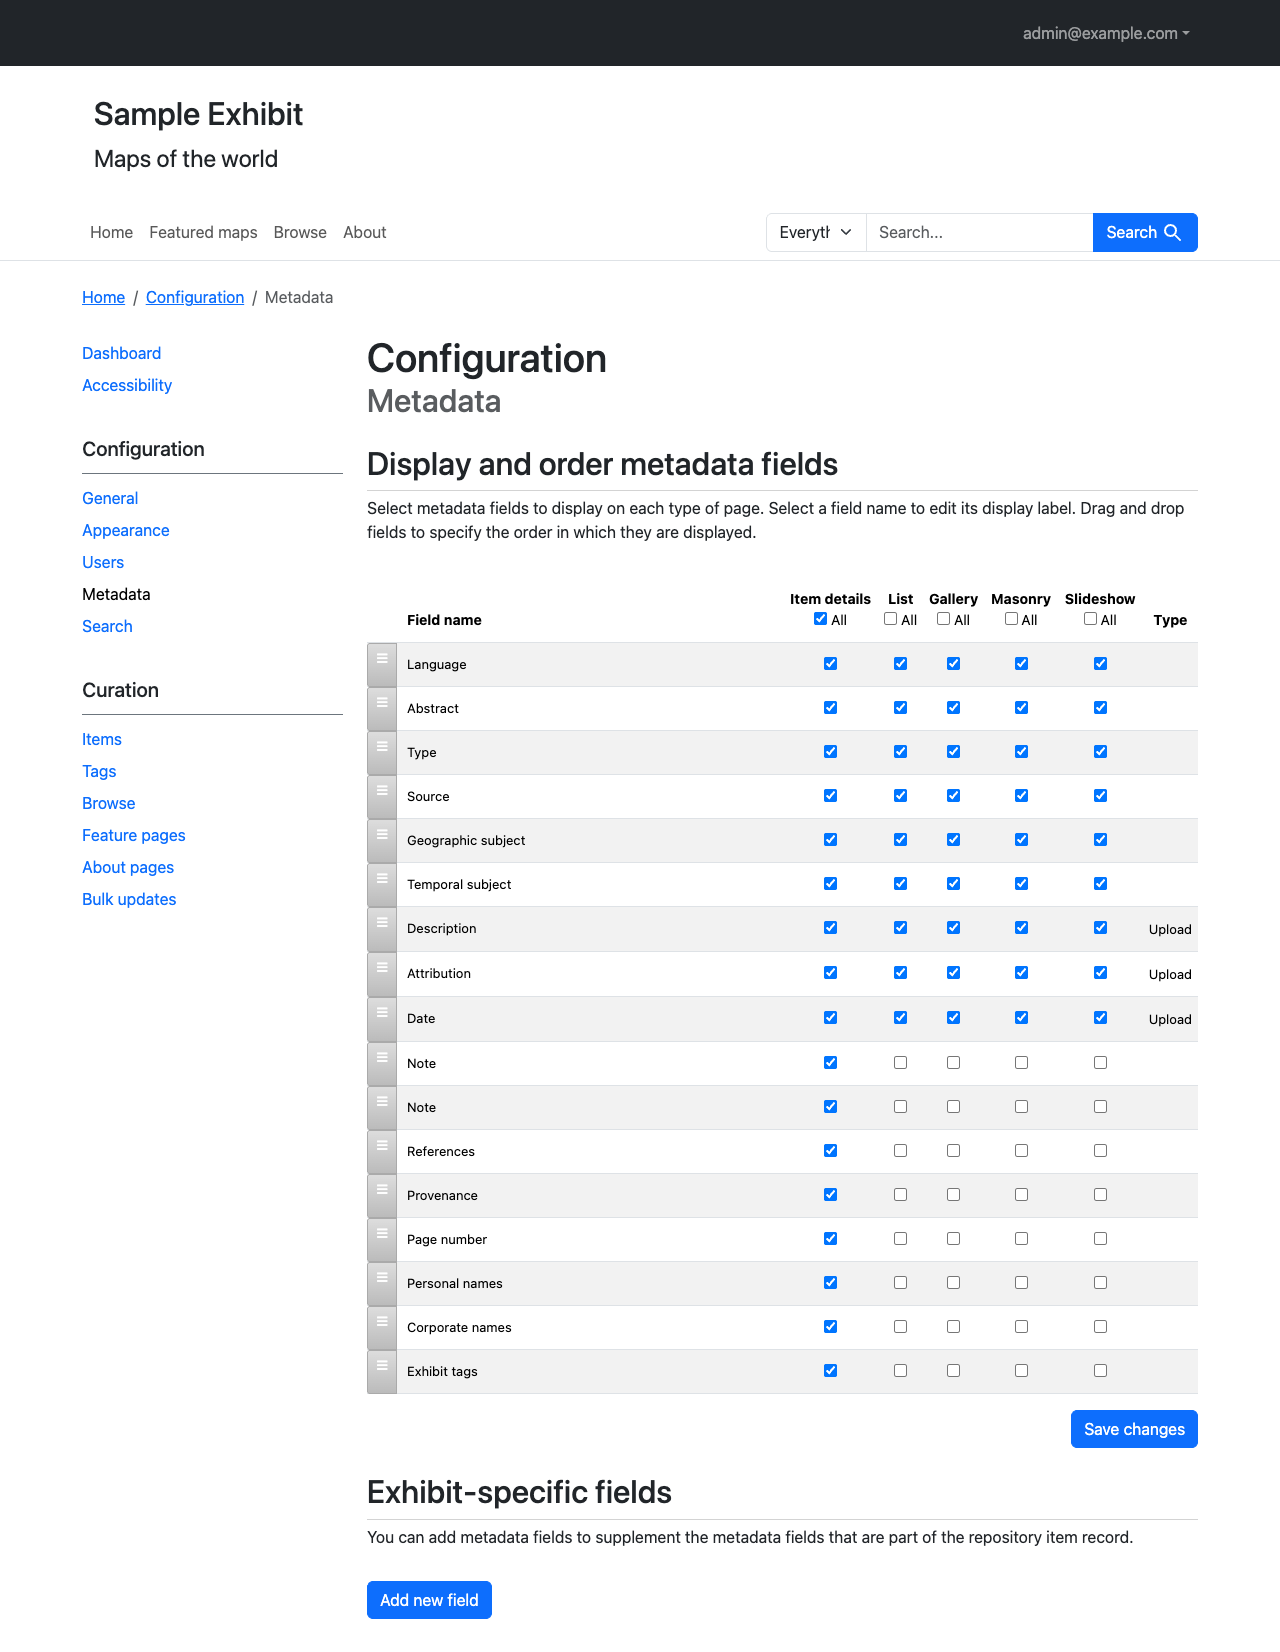 admin@example.com
Sample Exhibit
Maps of the world
Home Featured maps Browse About
Everyth Search... Search
Home / Configuration / Metadata
Dashboard
Accessibility
Configuration
General
Appearance
Users
Metadata
Search
Curation
Items
Tags
Browse
Feature pages
About pages
Bulk updates
Configuration
Metadata
Display and order metadata fields
Select metadata fields to display on each type of page. Select a field name to edit its display label. Drag and drop
fields to specify the order in which they are displayed.
Item details List Gallery Masonry Slideshow
Field name All All All All All Type
Language
Abstract
Type
Source
Geographic subject
Temporal subject
Description Upload
Attribution Upload
Date Upload
Note
Note
References
Provenance
Page number
Personal names
Corporate names
Exhibit tags
Save changes
Exhibit-specific fields
You can add metadata fields to supplement the metadata fields that are part of the repository item record.
Add new field